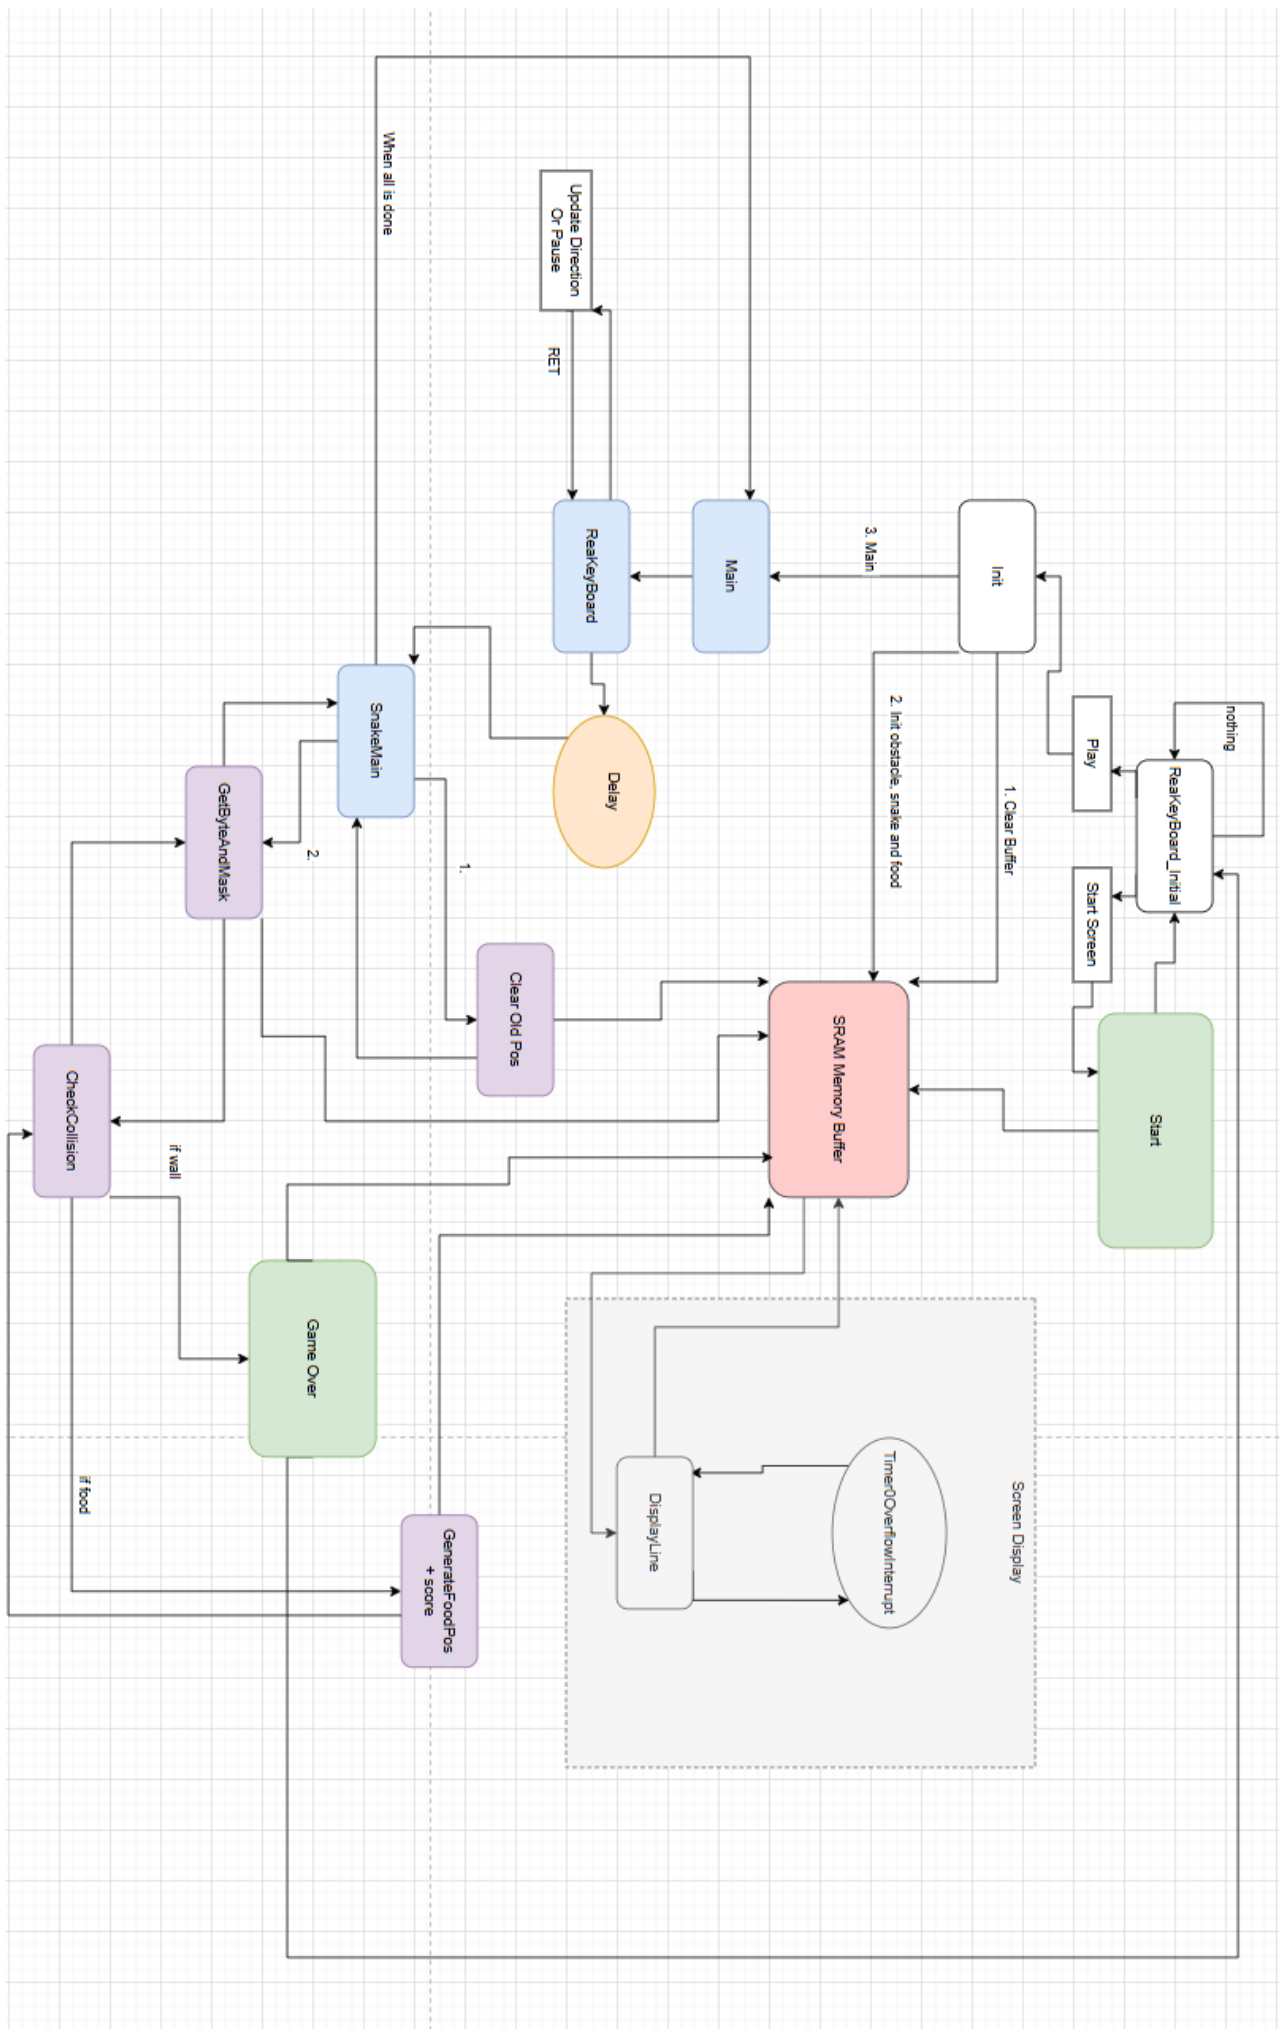 Start
ReaKeyBoard_Initial
nothing
Play
Start Screen
Init
1. Clear Buffer
2. Init obstacle, snake and food
3. Main
Main
ReaKeyBoard
Update Direction
Or Pause
RET
Delay
SRAM Memory Buffer
Screen Display
Timer0OverflowInterrupt
DisplayLine
When all is done
SnakeMain
1.
Clear Old Pos
2.
GetByteAndMask
CheckCollision
if wall
Game Over
if food
GenerateFoodPos
+ score